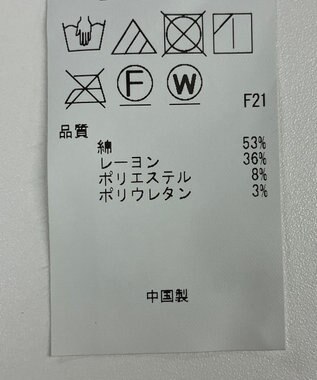 F W
F21
品質
綿 53%
レーヨン 36%
ポリエステル 8%
ポリウレタン 3%
中国製